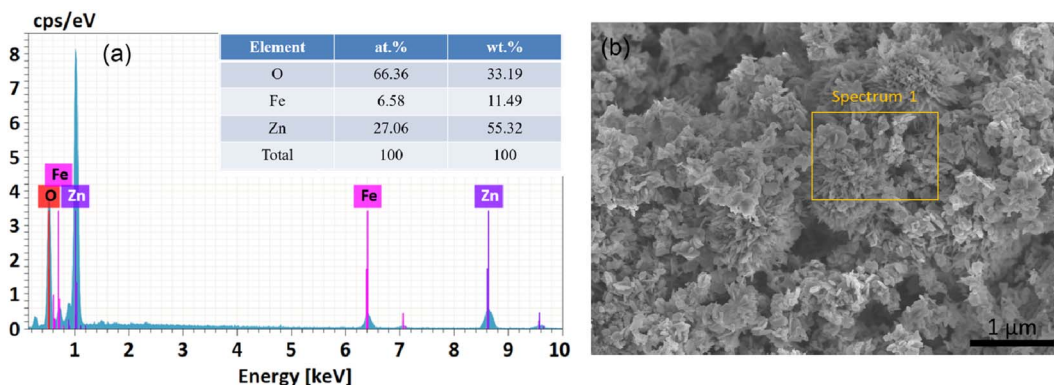 cps/eV
(a)
Element at.% wt.%
O 66.36 33.19
Fe 6.58 11.49
Zn 27.06 55.32
Total 100 100
8
7
6
5
4
3
2
1
0
Fe
O Zn
Fe
Zn
1 2 3 4 5 6 7 8 9 10
Energy [keV]
(b)
Spectrum 1
1 μm